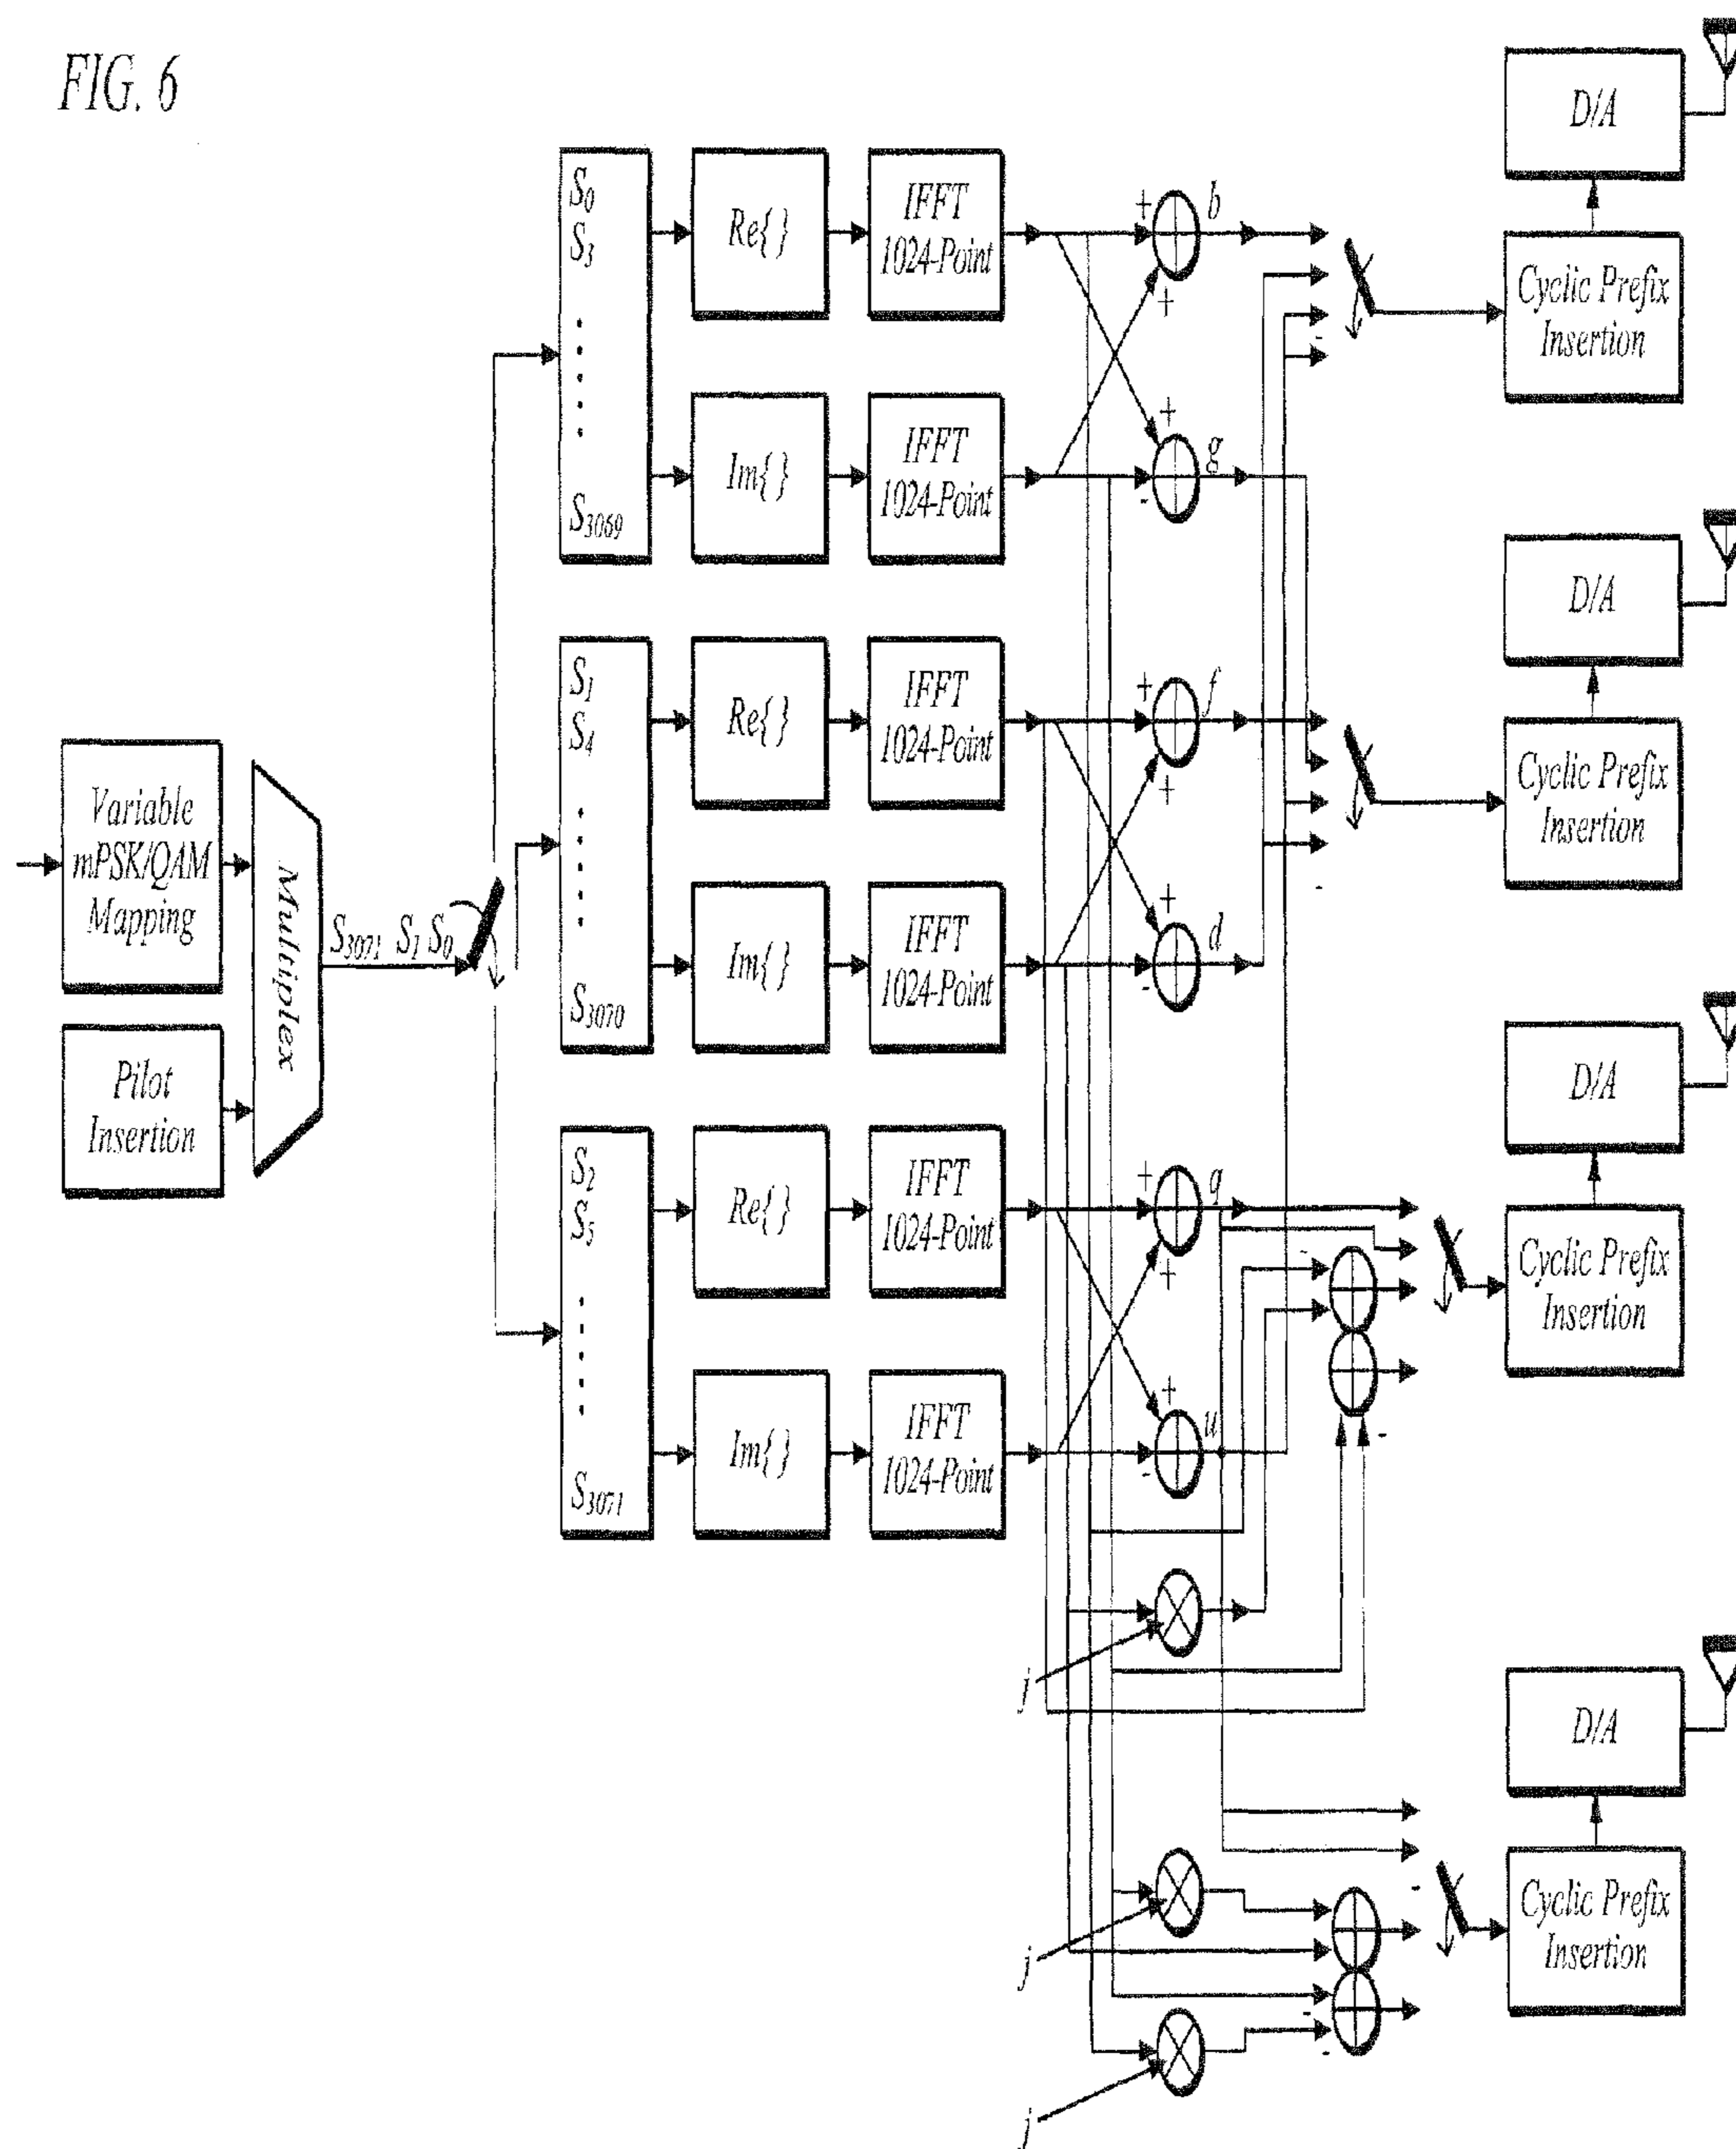 FIG. 6
Variable
mPSK/QAM
Mapping
Pilot
Insertion
Multiplex
S3071 S1 S0
S0
S3
S3069
Re{ }
IFFT
1024-Point
Im{ }
IFFT
1024-Point
+
+
b
+
-
g
S1
S4
S3070
Re{ }
IFFT
1024-Point
Im{ }
IFFT
1024-Point
+
+
f
+
-
d
S2
S5
S3071
Re{ }
IFFT
1024-Point
Im{ }
IFFT
1024-Point
+
+
q
+
-
u
j
j
j
-
-
-
-
-
-
-
D/A
Cyclic Prefix
Insertion
D/A
Cyclic Prefix
Insertion
D/A
Cyclic Prefix
Insertion
D/A
Cyclic Prefix
Insertion